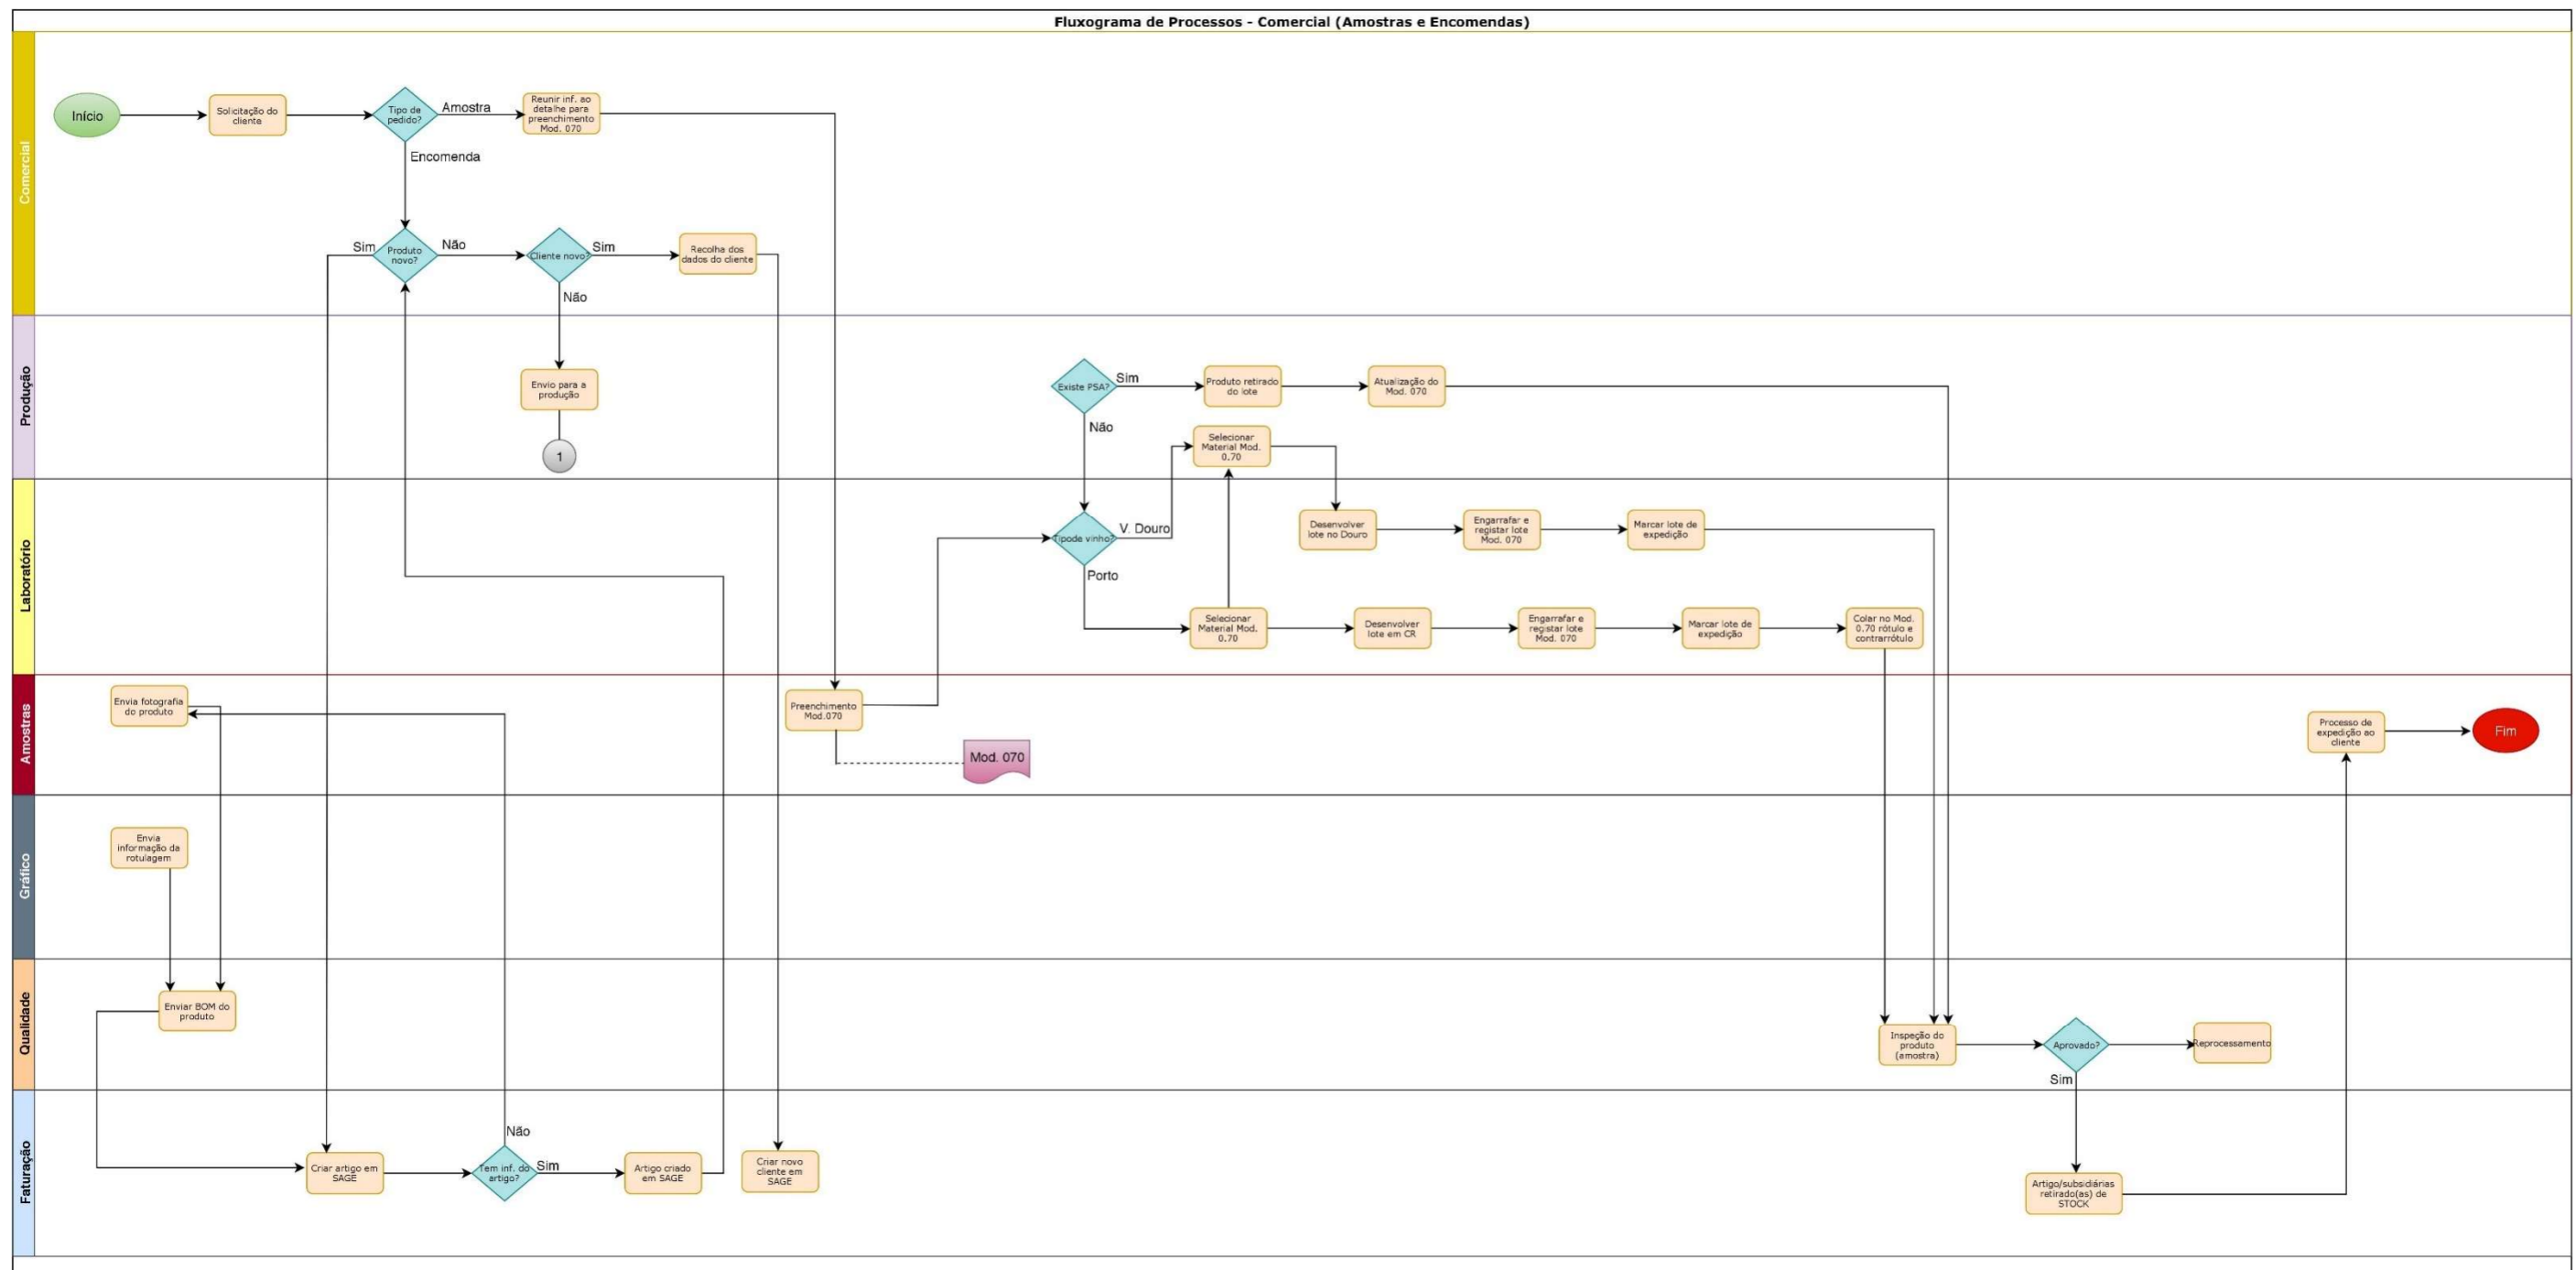 Fluxograma de Processos - Comercial (Amostras e Encomendas)
Comercial
Início
Solicitação do
cliente
Tipo de
pedido?
Amostra
Reunir inf. ao
detalhe para
preenchimento
Mod. 070
Encomenda
Sim
Produto
novo?
Não
Cliente novo?
Sim
Recolha dos
dados do cliente
Não
Produção
Envio para a
produção
1
Existe PSA?
Sim
Produto retirado
do lote
Atualização do
Mod. 070
Não
Selecionar
Material Mod.
0.70
Laboratório
Tipode vinho?
V. Douro
Desenvolver
lote no Douro
Engarrafar e
registar lote
Mod. 070
Marcar lote de
expedição
Porto
Selecionar
Material Mod.
0.70
Desenvolver
lote em CR
Engarrafar e
registar lote
Mod. 070
Marcar lote de
expedição
Colar no Mod.
0.70 rótulo e
contrarrótulo
Amostras
Envia fotografia
do produto
Preenchimento
Mod.070
Mod. 070
Processo de
expedição ao
cliente
Fim
Gráfico
Envia
informação da
rotulagem
Qualidade
Enviar BOM do
produto
Inspeção do
produto
(amostra)
Aprovado?
Reprocessamento
Sim
Faturação
Criar artigo em
SAGE
Tem inf. do
artigo?
Não
Sim
Artigo criado
em SAGE
Criar novo
cliente em
SAGE
Artigo/subsidiárias
retirado(as) de
STOCK